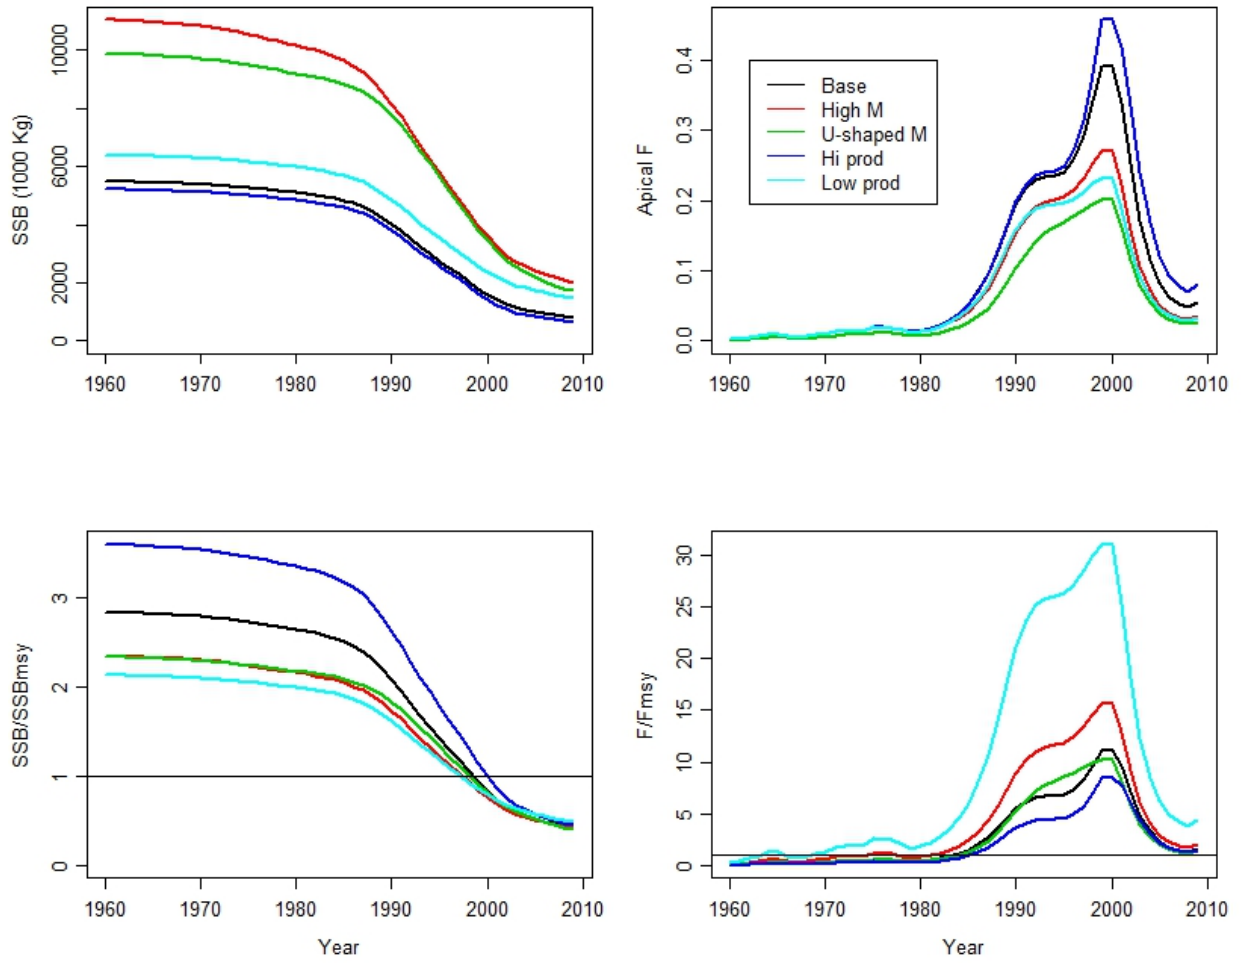 SSB (1000 Kg)
10000
6000
2000
0
1960 1970 1980 1990 2000 2010
Apical F
0.4
0.3
0.2
0.1
0.0
Base
High M
U-shaped M
Hi prod
Low prod
1960 1970 1980 1990 2000 2010
SSB/SSBmsy
3
2
1
0
1960 1970 1980 1990 2000 2010
Year
F/Fmsy
30
25
20
15
10
5
0
1960 1970 1980 1990 2000 2010
Year